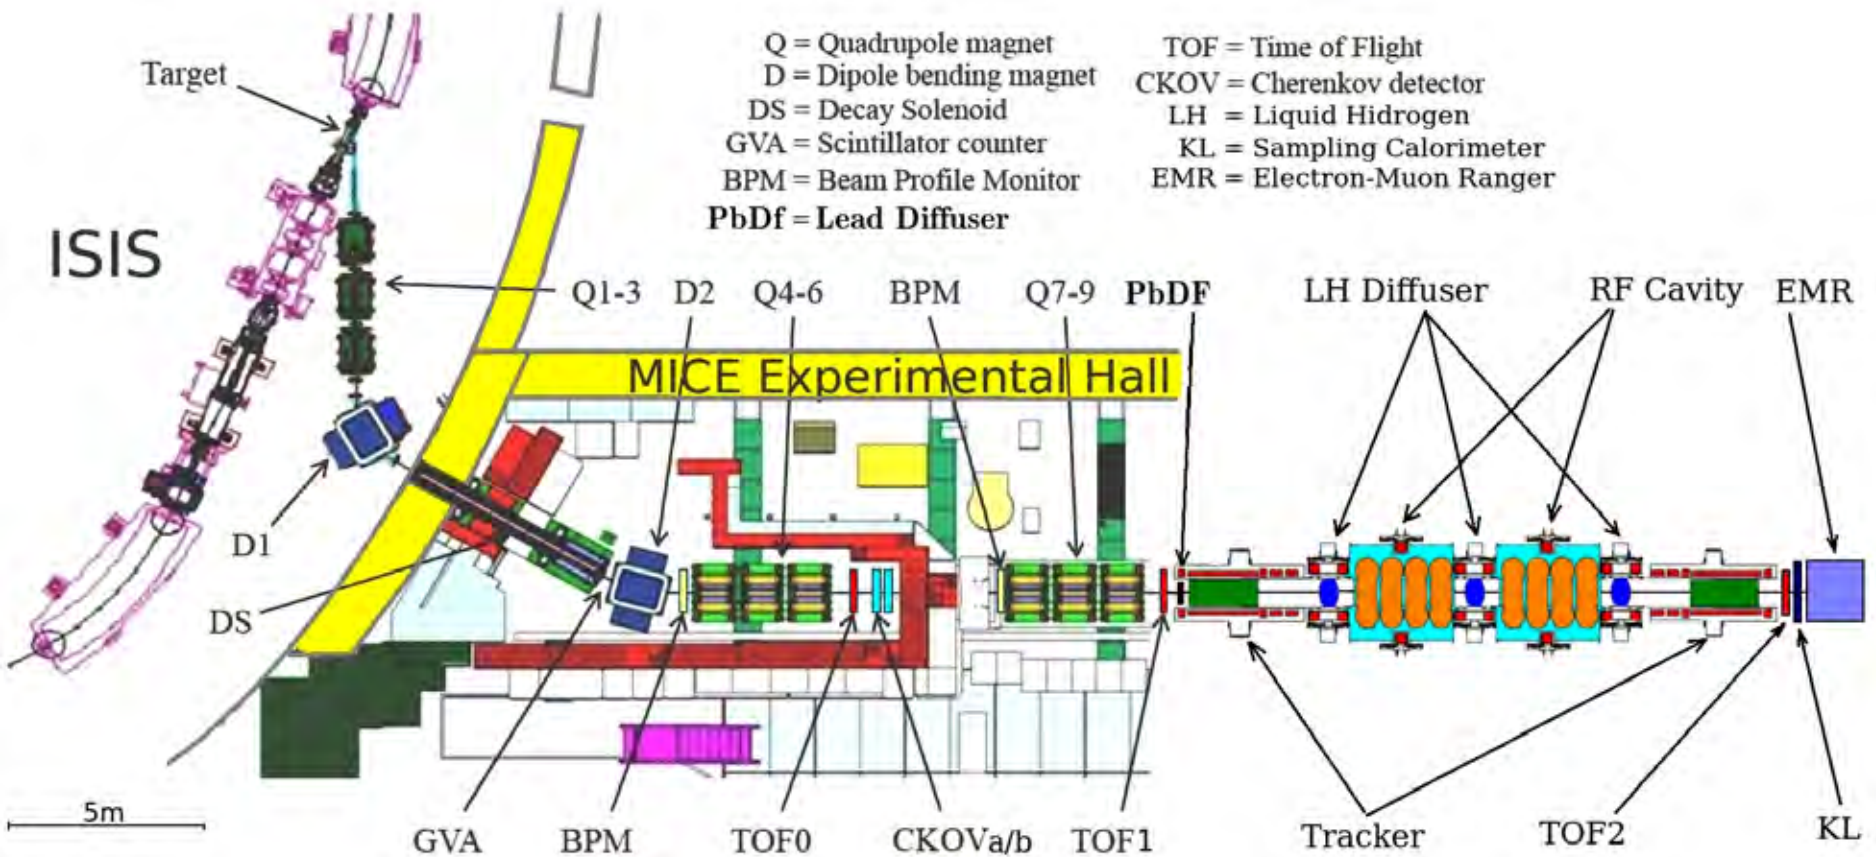 Target
ISIS
Q = Quadrupole magnet
D = Dipole bending magnet
DS = Decay Solenoid
GVA = Scintillator counter
BPM = Beam Profile Monitor
PbDf = Lead Diffuser
TOF = Time of Flight
CKOV = Cherenkov detector
LH = Liquid Hidrogen
KL = Sampling Calorimeter
EMR = Electron-Muon Ranger
Q1-3 D2 Q4-6 BPM Q7-9 PbDF LH Diffuser RF Cavity EMR
MICE Experimental Hall
D1
DS
5m
GVA BPM TOF0 CKOVa/b TOF1 Tracker TOF2 KL